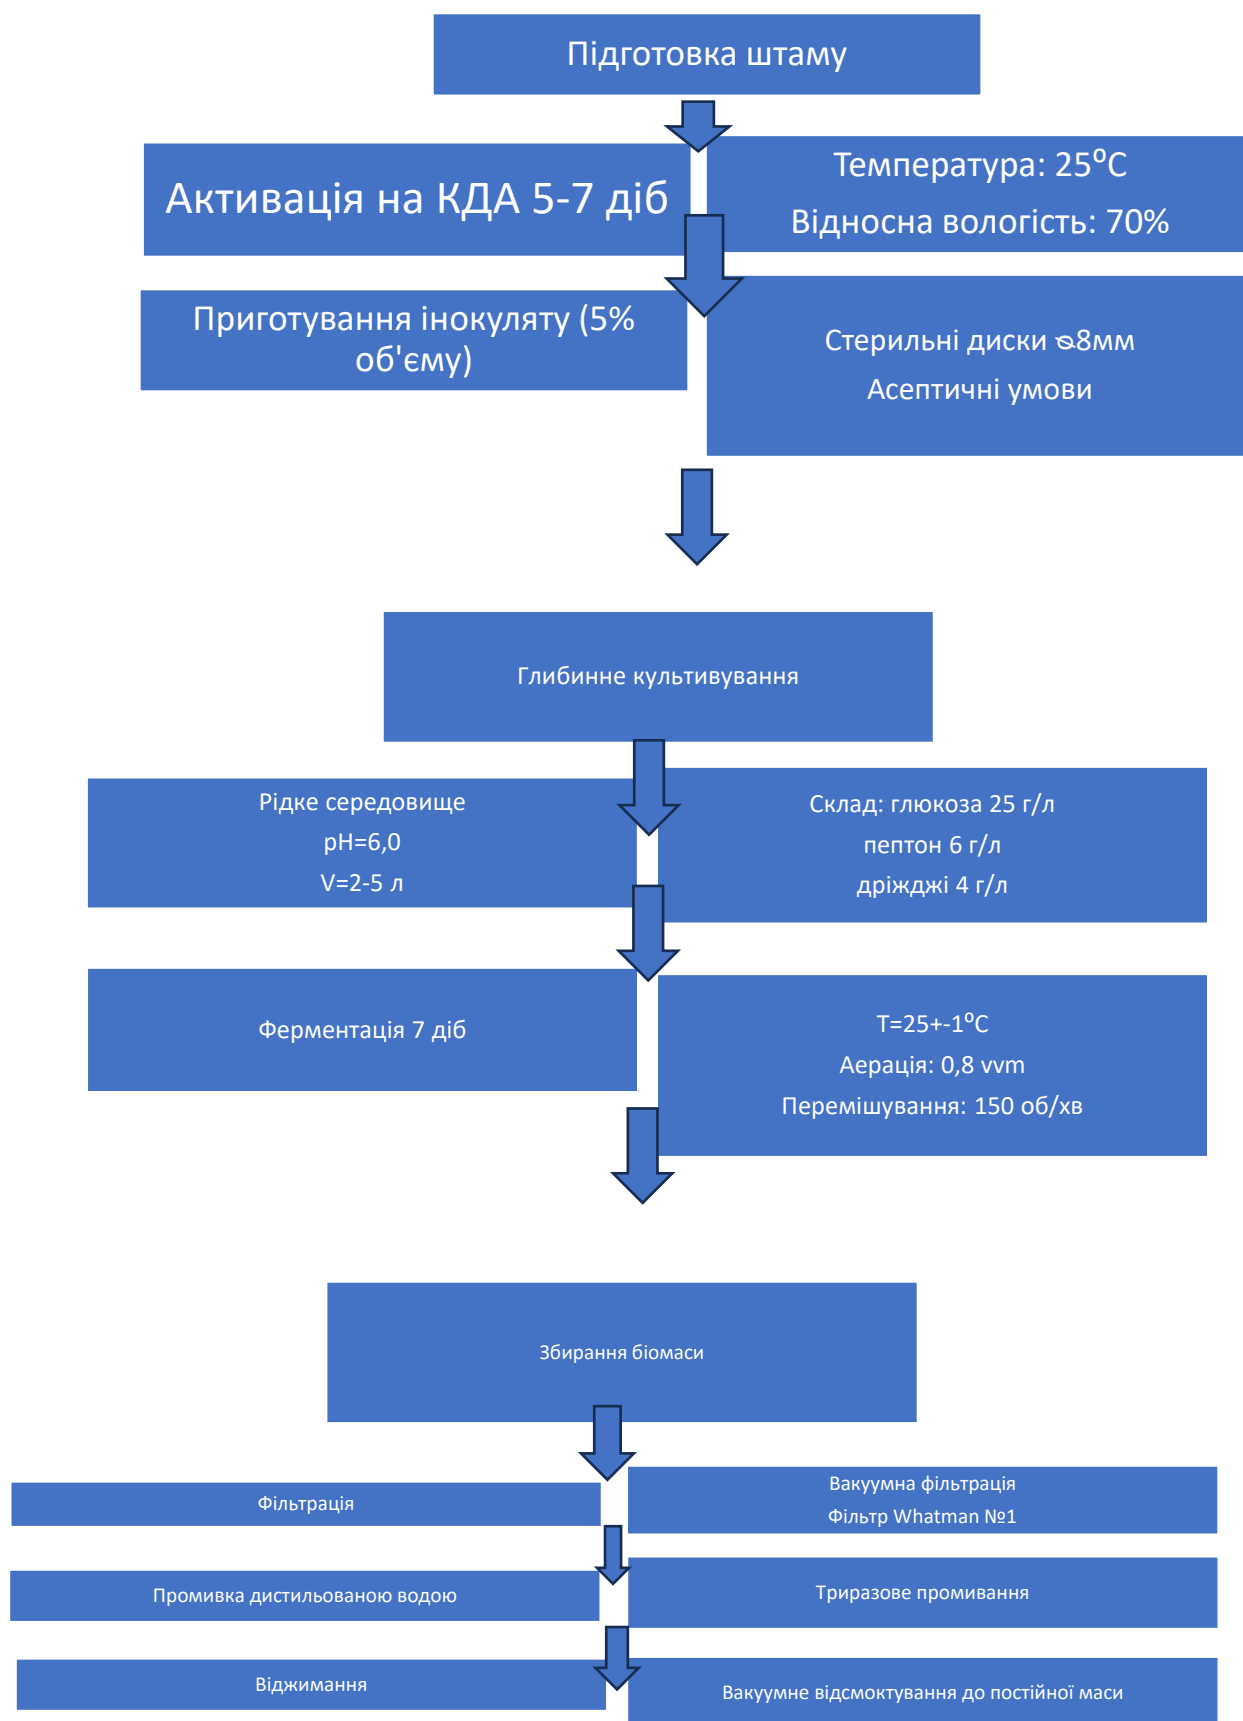 Підготовка штаму
Активація на КДА 5-7 діб
Температура: 25⁰С
Відносна вологість: 70%
Приготування інокуляту (5%
об'єму)
Стерильні диски ⌀8мм
Асептичні умови
Глибинне культивування
Рідке середовище
pH=6,0
V=2-5 л
Склад: глюкоза 25 г/л
пептон 6 г/л
дріжджі 4 г/л
Ферментація 7 діб
Т=25+-1⁰С
Аерація: 0,8 vvm
Перемішування: 150 об/хв
Збирання біомаси
Фільтрація
Вакуумна фільтрація
Фільтр Whatman №1
Промивка дистильованою водою
Триразове промивання
Віджимання
Вакуумне відсмоктування до постійної маси